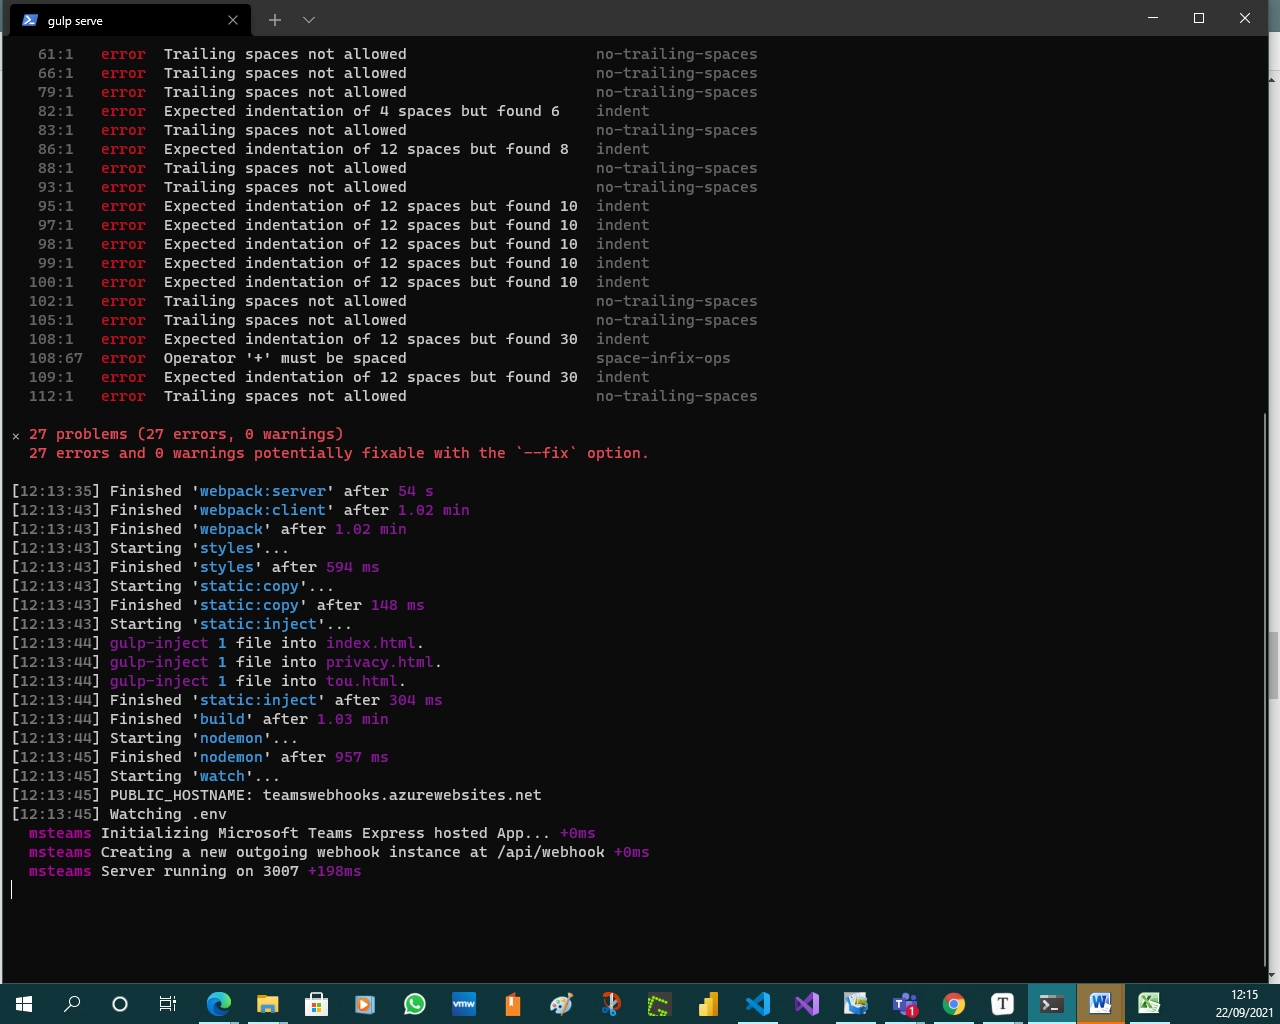 gulp serve
61:1 error Trailing spaces not allowed no-trailing-spaces
66:1 error Trailing spaces not allowed no-trailing-spaces
79:1 error Trailing spaces not allowed no-trailing-spaces
82:1 error Expected indentation of 4 spaces but found 6 indent
83:1 error Trailing spaces not allowed no-trailing-spaces
86:1 error Expected indentation of 12 spaces but found 8 indent
88:1 error Trailing spaces not allowed no-trailing-spaces
93:1 error Trailing spaces not allowed no-trailing-spaces
95:1 error Expected indentation of 12 spaces but found 10 indent
97:1 error Expected indentation of 12 spaces but found 10 indent
98:1 error Expected indentation of 12 spaces but found 10 indent
99:1 error Expected indentation of 12 spaces but found 10 indent
100:1 error Expected indentation of 12 spaces but found 10 indent
102:1 error Trailing spaces not allowed no-trailing-spaces
105:1 error Trailing spaces not allowed no-trailing-spaces
108:1 error Expected indentation of 12 spaces but found 30 indent
108:67 error Operator '+' must be spaced space-infix-ops
109:1 error Expected indentation of 12 spaces but found 30 indent
112:1 error Trailing spaces not allowed no-trailing-spaces
× 27 problems (27 errors, 0 warnings)
27 errors and 0 warnings potentially fixable with the `--fix` option.
[12:13:35] Finished 'webpack:server' after 54 s
[12:13:43] Finished 'webpack:client' after 1.02 min
[12:13:43] Finished 'webpack' after 1.02 min
[12:13:43] Starting 'styles'...
[12:13:43] Finished 'styles' after 594 ms
[12:13:43] Starting 'static:copy'...
[12:13:43] Finished 'static:copy' after 148 ms
[12:13:43] Starting 'static:inject'...
[12:13:44] gulp-inject 1 file into index.html.
[12:13:44] gulp-inject 1 file into privacy.html.
[12:13:44] gulp-inject 1 file into tou.html.
[12:13:44] Finished 'static:inject' after 304 ms
[12:13:44] Finished 'build' after 1.03 min
[12:13:44] Starting 'nodemon'...
[12:13:45] Finished 'nodemon' after 957 ms
[12:13:45] Starting 'watch'...
[12:13:45] PUBLIC_HOSTNAME: teamswebhooks.azurewebsites.net
[12:13:45] Watching .env
msteams Initializing Microsoft Teams Express hosted App... +0ms
msteams Creating a new outgoing webhook instance at /api/webhook +0ms
msteams Server running on 3007 +198ms
vmw
T
1
12:15
22/09/2021